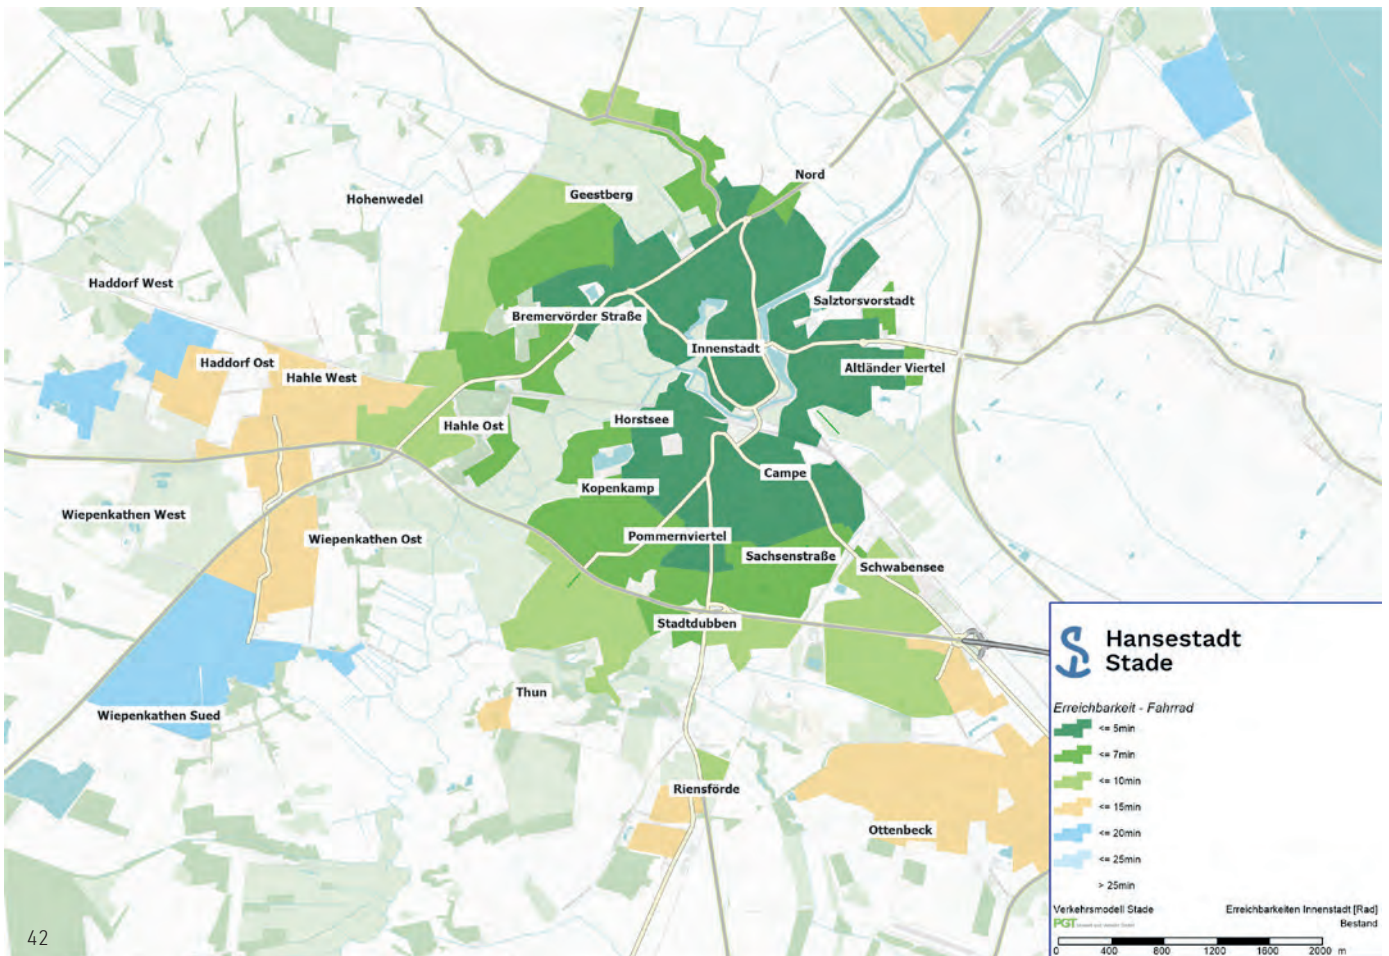 Nord
Geestberg
Hohenwedel
Haddorf West
Salztorsvorstadt
Bremervörder Straße
Innenstadt
Haddorf Ost
Altländer Viertel
Hahle West
Horstsee
Hahle Ost
Campe
Kopenkamp
Wiepenkathen West
Pommernviertel
Wiepenkathen Ost
Sachsenstraße
Schwabensee
Stadtdubben
Thun
Wiepenkathen Sued
Riensförde
Ottenbeck
Hansestadt
Stade
Erreichbarkeit - Fahrrad
<= 5min
<= 7min
<= 10min
<= 15min
<= 20min
<= 25min
> 25min
Verkehrsmodell Stade Erreichbarkeiten Innenstadt [Rad]
PGT Bestand
0 400 800 1200 1600 2000 m
42